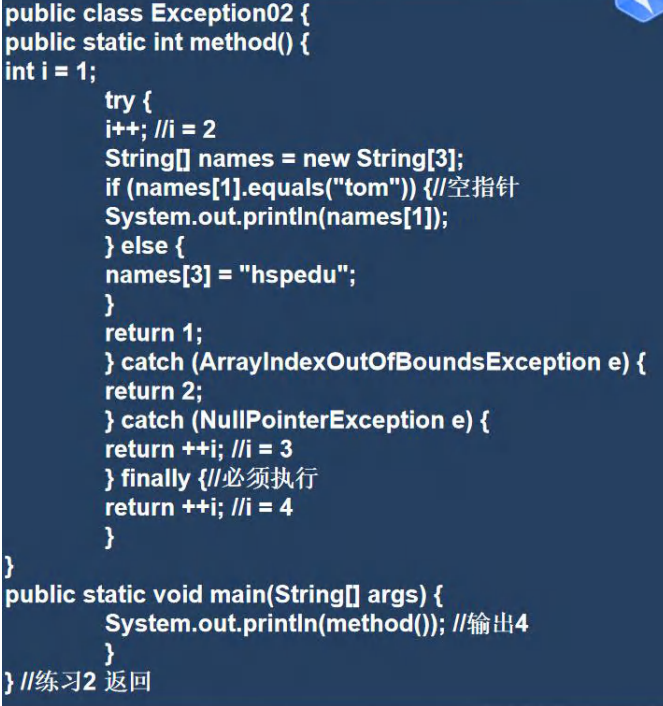 public class Exception02 {
public static int method() {
int i = 1;
try {
i++; //i = 2
String[] names = new String[3];
if (names[1].equals("tom")) {//空指针
System.out.println(names[1]);
} else {
names[3] = "hspedu";
}
return 1;
} catch (ArrayIndexOutOfBoundsException e) {
return 2;
} catch (NullPointerException e) {
return ++i; //i = 3
} finally {//必须执行
return ++i; //i = 4
}
}
public static void main(String[] args) {
System.out.println(method()); //输出4
}
} //练习2 返回